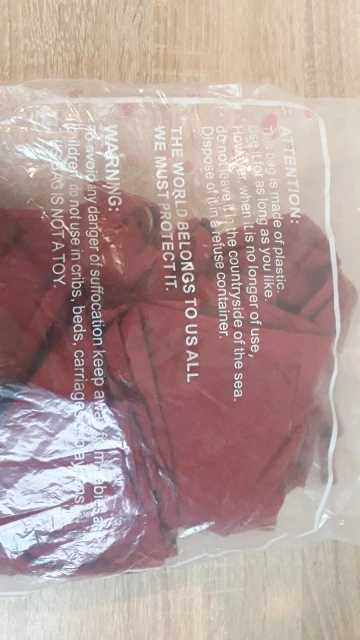 ATTENTION:
This bag is made of plastic.
Use it for as long as you like.
However, when it is no longer of use,
do not leave it in the countryside of the sea.
Dispose of it in a refuse container.
THE WORLD BELONGS TO US ALL
WE MUST PROTECT IT.
WARNING:
To avoid any danger of suffocation keep away from babies and
children, do not use in cribs, beds, carriages
BAG IS NOT A TOY.